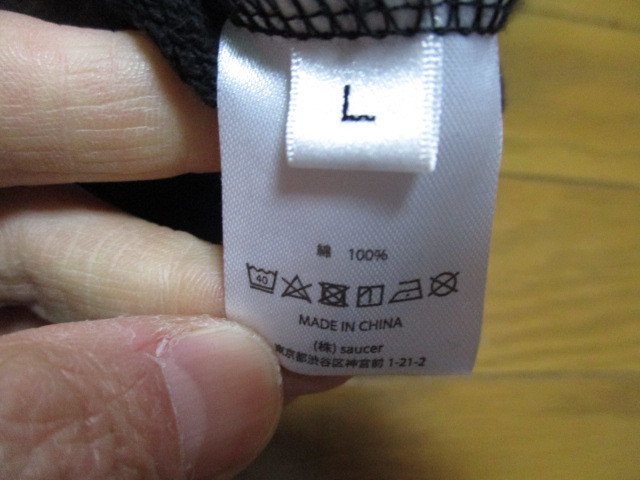 L
綿 100%
40
MADE IN CHINA
(株) saucer
東京都渋谷区神宮前 1-21-2